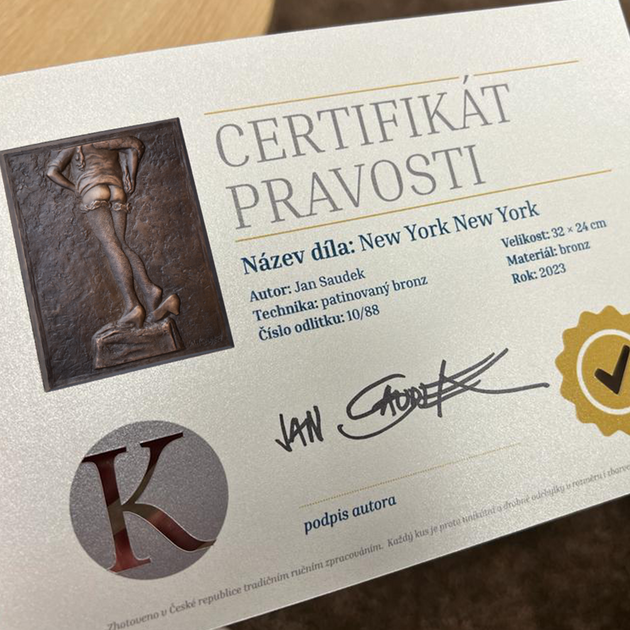 CERTIFIKÁT
PRAVOSTI
Název díla: New York New York
Autor: Jan Saudek
Technika: patinovaný bronz
Číslo odlitku: 10/88
Velikost: 32 × 24 cm
Materiál: bronz
Rok: 2023
JAN SAUDEK
podpis autora
K
Zhotoveno v České republice tradičním ručním zpracováním. Každý kus je proto unikátní a drobné odchylky v rozměru i